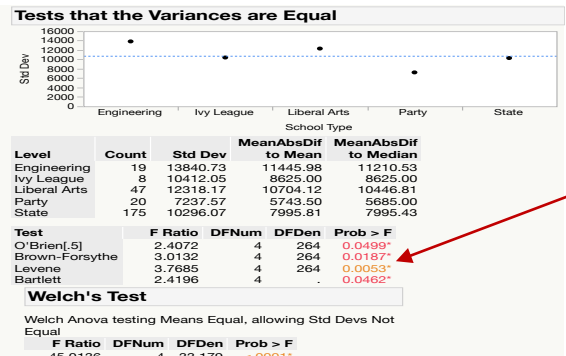 Tests that the Variances are Equal
16000
14000
12000
10000
8000
6000
4000
2000
0
Std Dev
Engineering Ivy League Liberal Arts Party State
School Type
MeanAbsDif MeanAbsDif
Level Count Std Dev to Mean to Median
Engineering 19 13840.73 11445.98 11210.53
Ivy League 8 10412.05 8625.00 8625.00
Liberal Arts 47 12318.17 10704.12 10446.81
Party 20 7237.57 5743.50 5685.00
State 175 10296.07 7995.81 7995.43
Test F Ratio DFNum DFDen Prob > F
O'Brien[.5] 2.4072 4 264 0.0499*
Brown-Forsythe 3.0132 4 264 0.0187*
Levene 3.7685 4 264 0.0053*
Bartlett 2.4196 4 . 0.0462*
Welch's Test
Welch Anova testing Means Equal, allowing Std Devs Not
Equal
F Ratio DFNum DFDen Prob > F